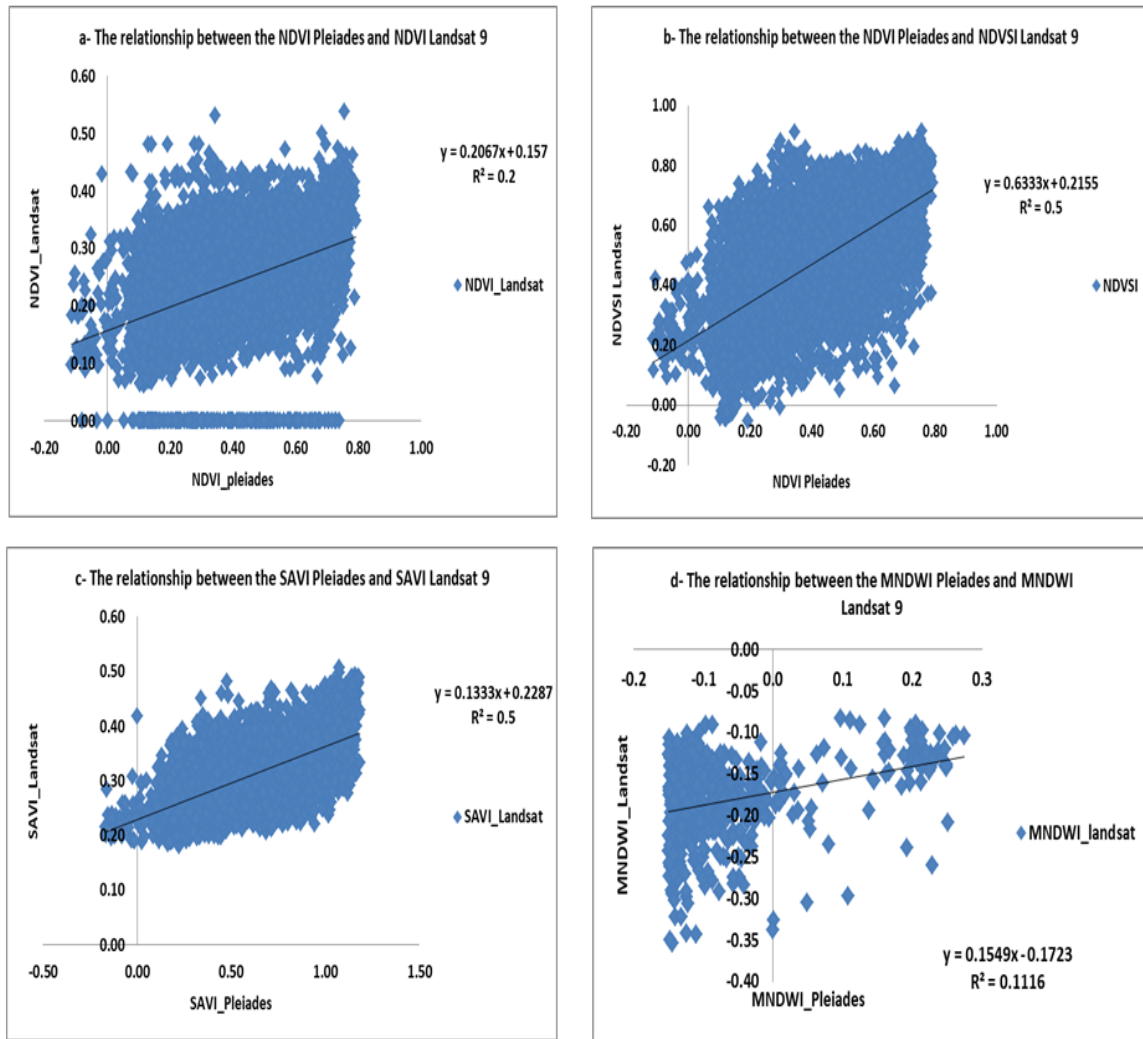 a- The relationship between the NDVI Pleiades and NDVI Landsat 9
0.60
0.50
0.40
0.30
0.20
0.10
0.00
-0.20
0.00
0.20
0.40
0.60
0.80
1.00
NDVI_Landsat
NDVI_pleiades
y = 0.2067x + 0.157
R² = 0.2
NDVI_Landsat
b- The relationship between the NDVI Pleiades and NDVSI Landsat 9
1.00
0.80
0.60
0.40
0.20
0.00
-0.20
-0.20
0.00
0.20
0.40
0.60
0.80
1.00
NDVSI Landsat
NDVI Pleiades
y = 0.6333x + 0.2155
R² = 0.5
NDVSI
c- The relationship between the SAVI Pleiades and SAVI Landsat 9
0.60
0.50
0.40
0.30
0.20
0.10
0.00
-0.50
0.00
0.50
1.00
1.50
SAVI_Landsat
SAVI_Pleiades
y = 0.1333x + 0.2287
R² = 0.5
SAVI_Landsat
d- The relationship between the MNDWI Pleiades and MNDWI
Landsat 9
0.00
-0.05
-0.10
-0.15
-0.20
-0.25
-0.30
-0.35
-0.40
-0.2
-0.1
0.0
0.1
0.2
0.3
MNDWI_Landsat
MNDWI_Pleiades
MNDWI_landsat
y = 0.1549x - 0.1723
R² = 0.1116